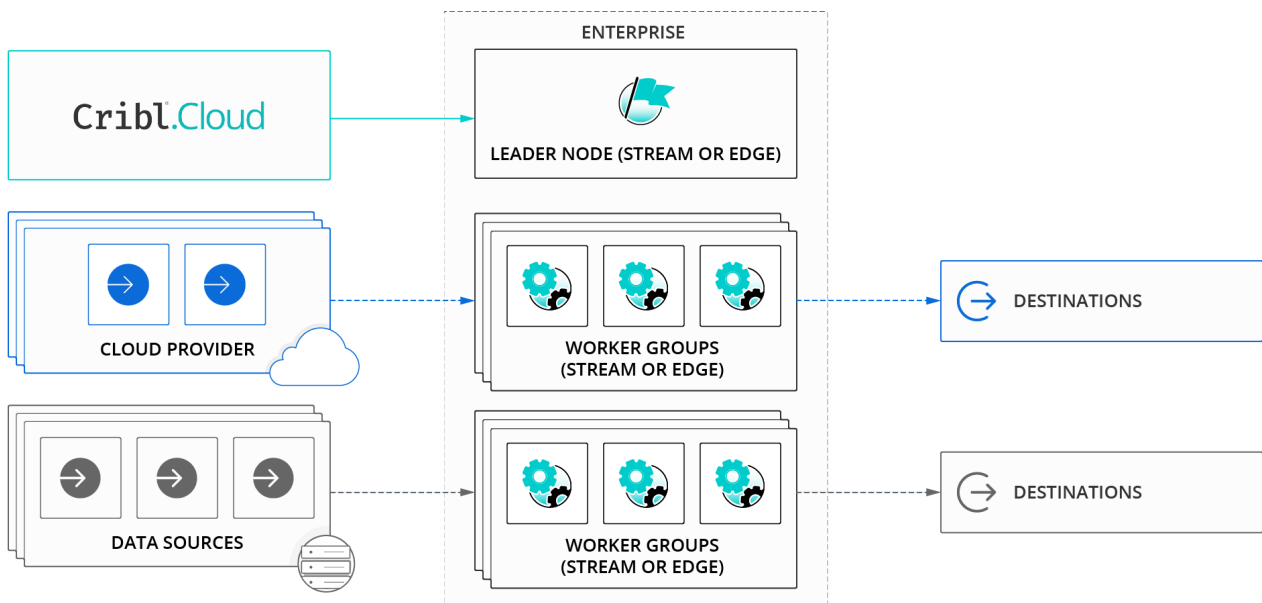 ENTERPRISE
Cribl.Cloud
LEADER NODE (STREAM OR EDGE)
CLOUD PROVIDER
WORKER GROUPS
(STREAM OR EDGE)
DESTINATIONS
DATA SOURCES
WORKER GROUPS
(STREAM OR EDGE)
DESTINATIONS